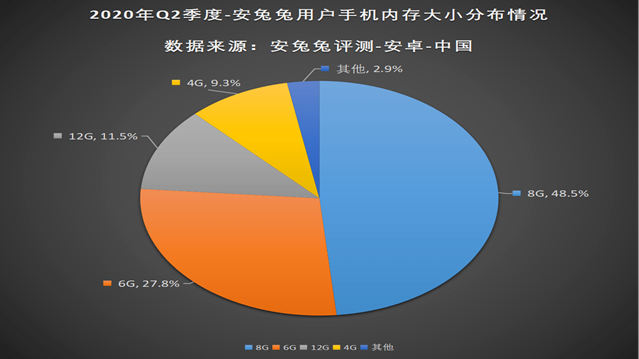 2020年Q2季度-安兔兔用户手机内存大小分布情况
数据来源：安兔兔评测-安卓-中国
其他, 2.9%
4G, 9.3%
12G, 11.5%
8G, 48.5%
6G, 27.8%
8G 6G 12G 4G 其他